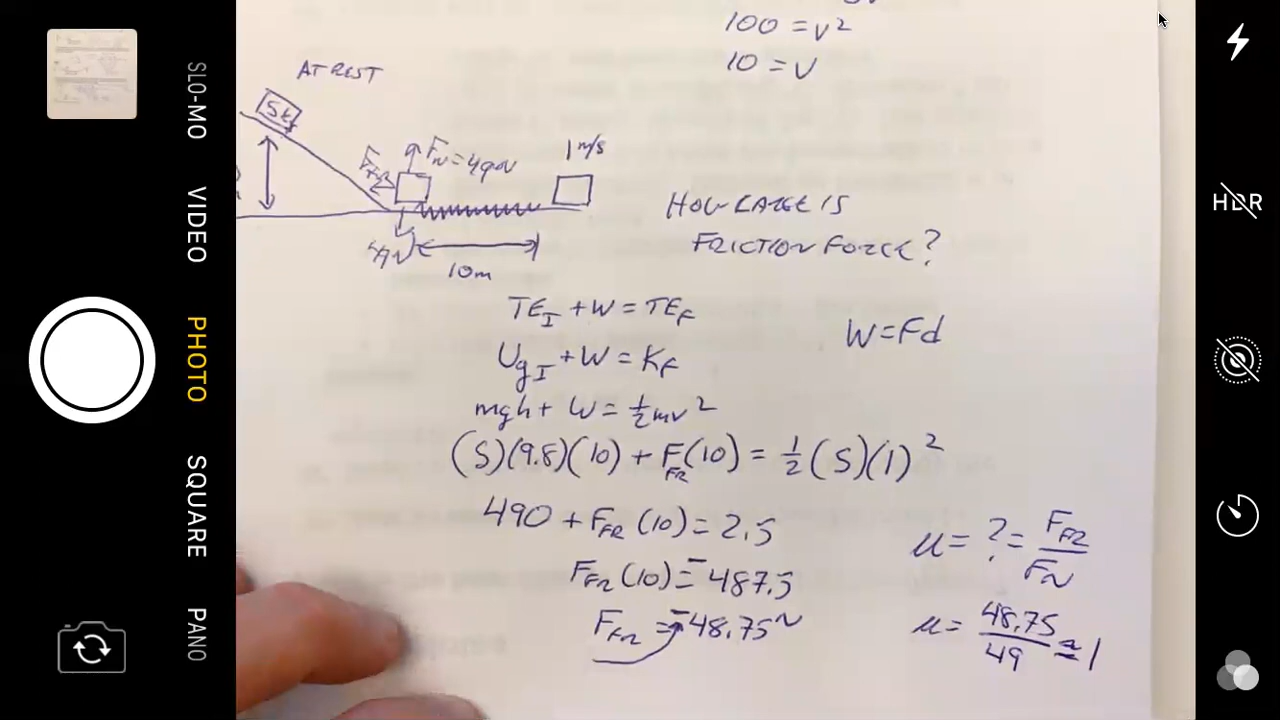 100 = v²
10 = v
AT REST
5kg
F_FR
F_N = 49N
1 m/s
49N
10m
HOW LARGE IS
FRICTION FORCE?
TE_I + W = TE_F
W = Fd
U_gI + W = K_F
mgh + W = ½mv²
(5)(9.8)(10) + F_FR(10) = ½(5)(1)²
490 + F_FR(10) = 2.5
F_FR(10) = -487.5
F_FR = -48.75N
μ = ? = F_FR / F_N
μ = 48.75 / 49 ≈ 1
SLO-MO
VIDEO
PHOTO
SQUARE
PANO
HDR